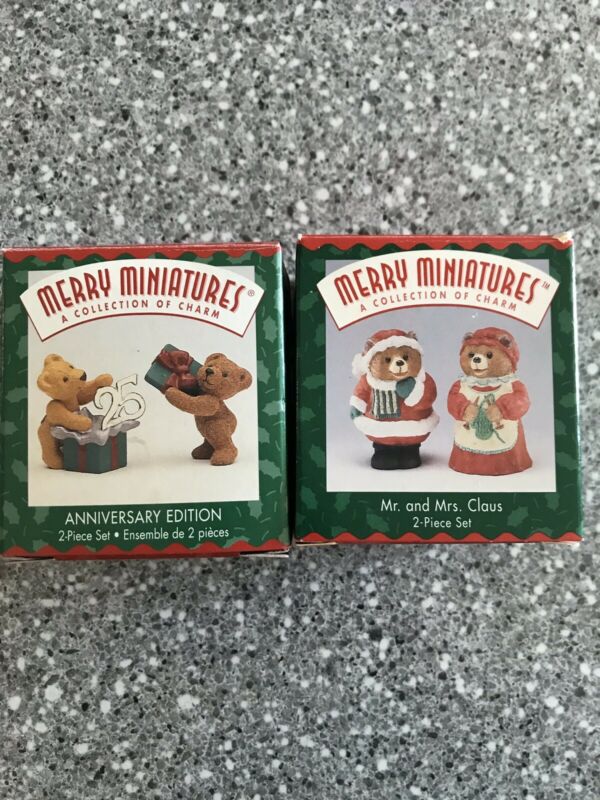 MERRY MINIATURES®
A COLLECTION OF CHARM
25
ANNIVERSARY EDITION
2-Piece Set • Ensemble de 2 pièces
MERRY MINIATURES™
A COLLECTION OF CHARM
Mr. and Mrs. Claus
2-Piece Set